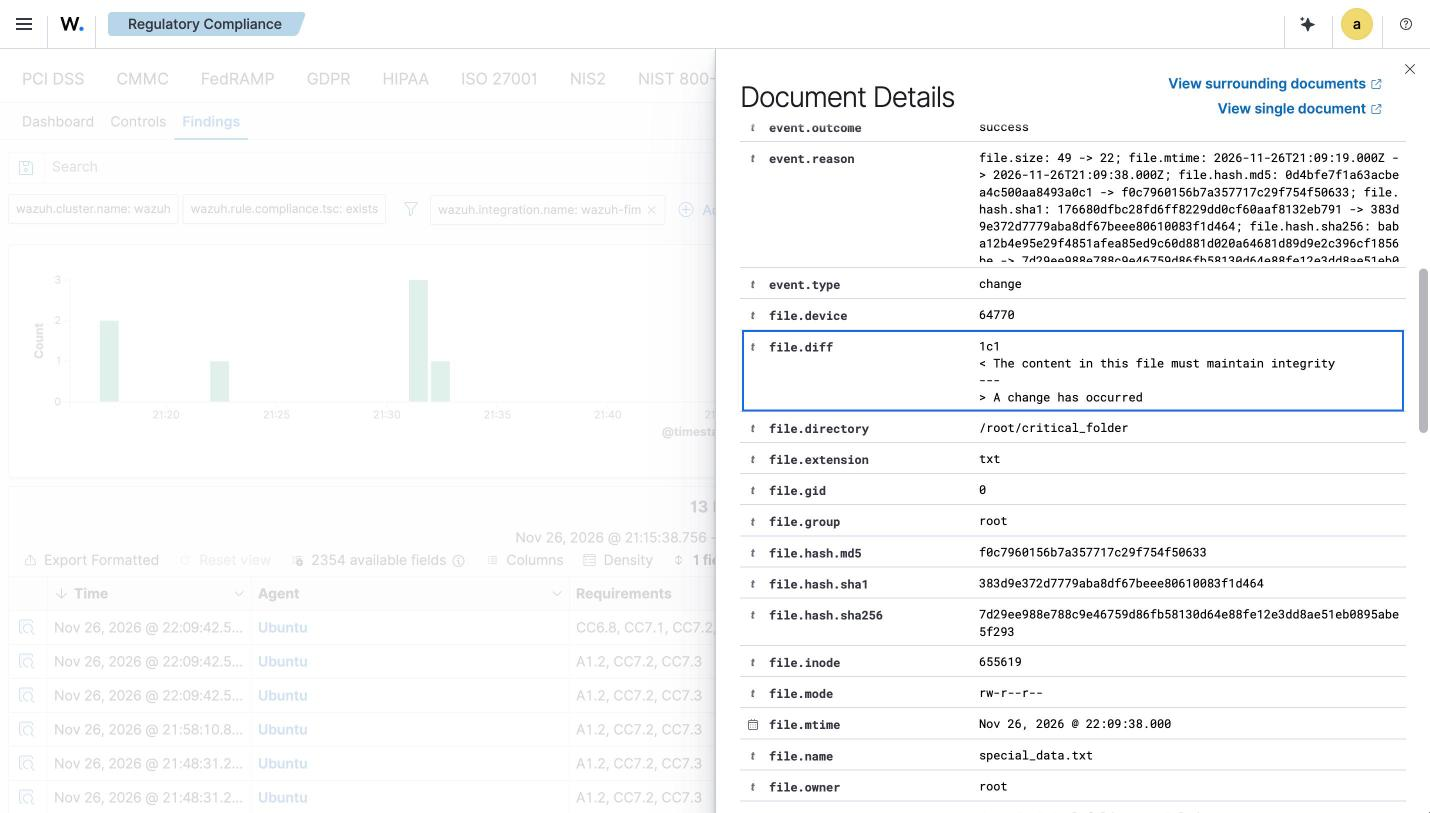 W.
Regulatory Compliance
a
PCI DSS
CMMC
FedRAMP
GDPR
HIPAA
ISO 27001
NIS2
NIST 800-
Dashboard
Controls
Findings
Search
wazuh.cluster.name: wazuh
wazuh.rule.compliance.tsc: exists
wazuh.integration.name: wazuh-fim
Count
3
2
1
0
21:20
21:25
21:30
21:35
21:40
@timesta
13
Nov 26, 2026 @ 21:15:38.756 -
Export Formatted
Reset view
2354 available fields
Columns
Density
1 fie
Time
Agent
Requirements
Nov 26, 2026 @ 22:09:42.5... Ubuntu CC6.8, CC7.1, CC7.2,
Nov 26, 2026 @ 22:09:42.5... Ubuntu A1.2, CC7.2, CC7.3
Nov 26, 2026 @ 22:09:42.5... Ubuntu A1.2, CC7.2, CC7.3
Nov 26, 2026 @ 21:58:10.8... Ubuntu A1.2, CC7.2, CC7.3
Nov 26, 2026 @ 21:48:31.2... Ubuntu A1.2, CC7.2, CC7.3
Nov 26, 2026 @ 21:48:31.2... Ubuntu A1.2, CC7.2, CC7.3
Document Details
View surrounding documents
View single document
t event.outcome success
t event.reason file.size: 49 -> 22; file.mtime: 2026-11-26T21:09:19.000Z -
> 2026-11-26T21:09:38.000Z; file.hash.md5: 0d4bfe7f1a63acbe
a4c500aa8493a0c1 -> f0c7960156b7a357717c29f754f50633; file.
hash.sha1: 176680dfbc28fd6ff8229dd0cf60aaf8132eb791 -> 383d
9e372d7779aba8df67beee80610083f1d464; file.hash.sha256: bab
a12b4e95e29f4851afea85ed9c60d881d020a64681d89d9e2c396cf1856
be -> 7d29ee988e788c9e46759d86fb58130d64e88fe12e3dd8ae51eb0
t event.type change
t file.device 64770
t file.diff 1c1
< The content in this file must maintain integrity
---
> A change has occurred
t file.directory /root/critical_folder
t file.extension txt
t file.gid 0
t file.group root
t file.hash.md5 f0c7960156b7a357717c29f754f50633
t file.hash.sha1 383d9e372d7779aba8df67beee80610083f1d464
t file.hash.sha256 7d29ee988e788c9e46759d86fb58130d64e88fe12e3dd8ae51eb0895abe
5f293
t file.inode 655619
t file.mode rw-r--r--
file.mtime Nov 26, 2026 @ 22:09:38.000
t file.name special_data.txt
t file.owner root